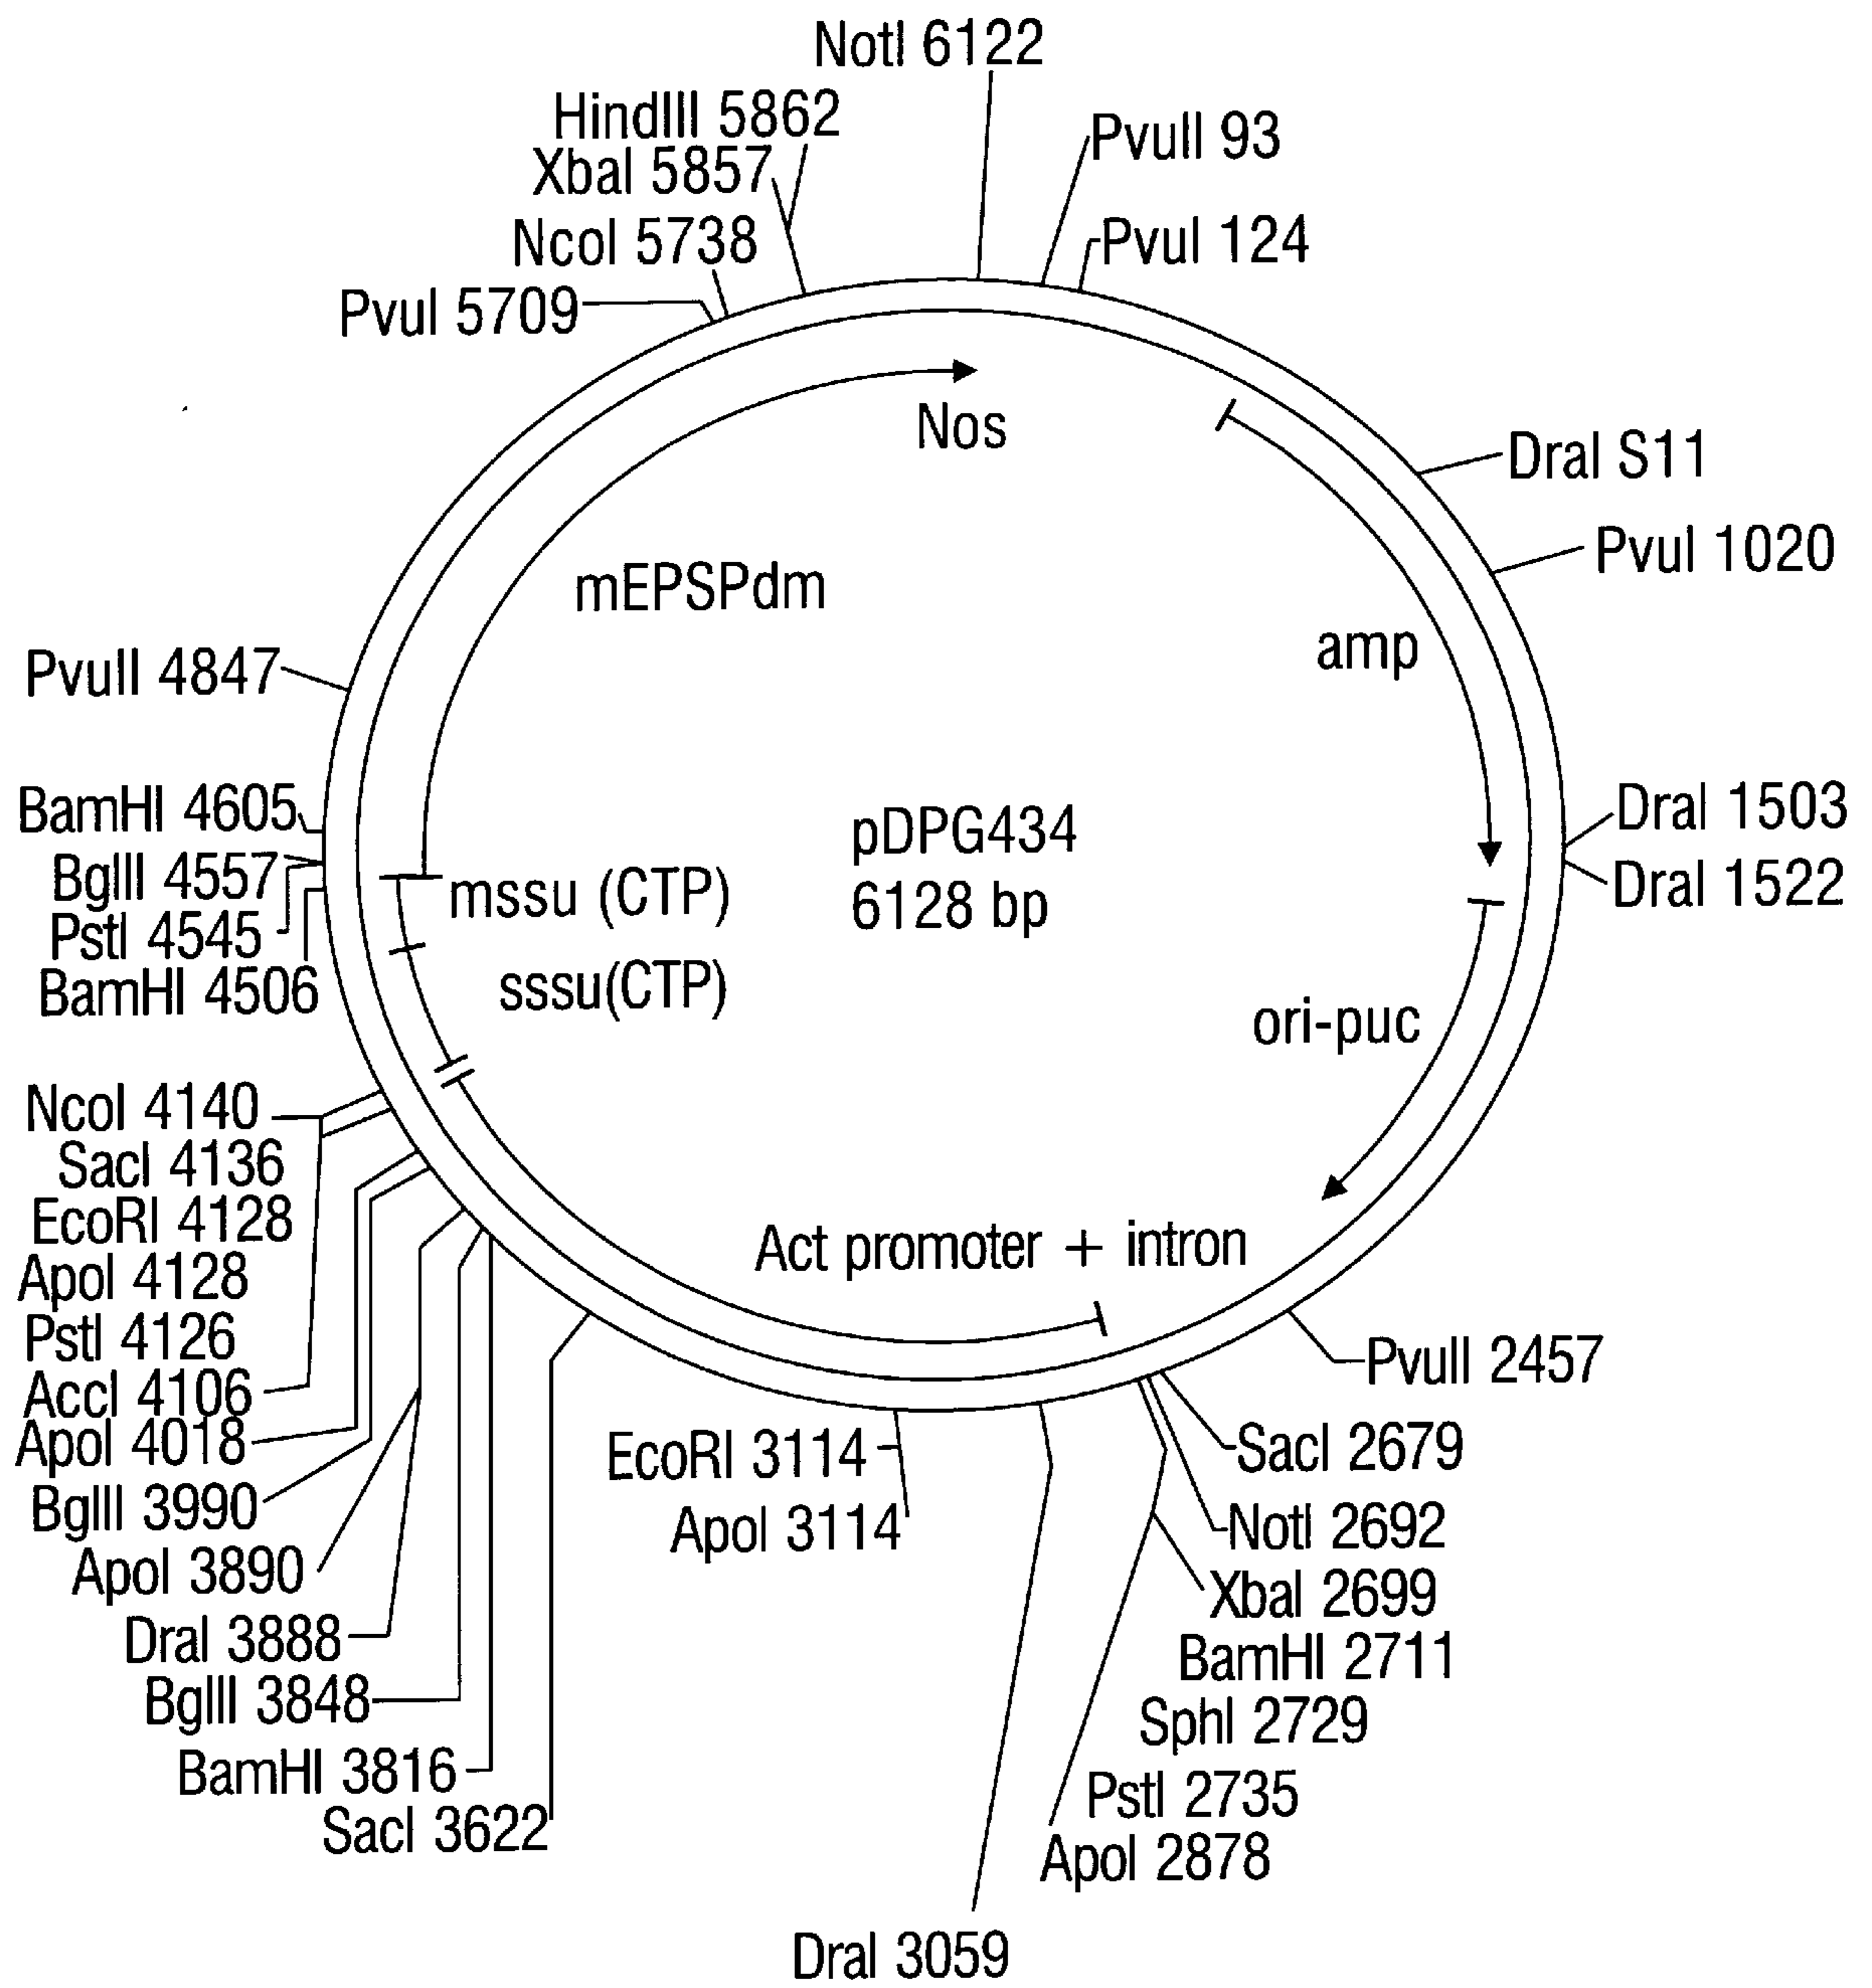 NotI 6122
HindIII 5862
PvuII 93
XbaI 5857
NcoI 5738
PvuI 124
PvuI 5709
Nos
DraI S11
PvuI 1020
mEPSPdm
amp
PvuII 4847
BamHI 4605
DraI 1503
pDPG434
BglII 4557
mssu (CTP)
6128 bp
DraI 1522
PstI 4545
BamHI 4506
sssu(CTP)
ori-puc
NcoI 4140
SacI 4136
EcoRI 4128
Act promoter + intron
ApoI 4128
PstI 4126
PvuII 2457
AccI 4106
ApoI 4018
EcoRI 3114
SacI 2679
BglII 3990
ApoI 3114
NotI 2692
ApoI 3890
XbaI 2699
DraI 3888
BamHI 2711
BglII 3848
SphI 2729
BamHI 3816
PstI 2735
SacI 3622
ApoI 2878
DraI 3059